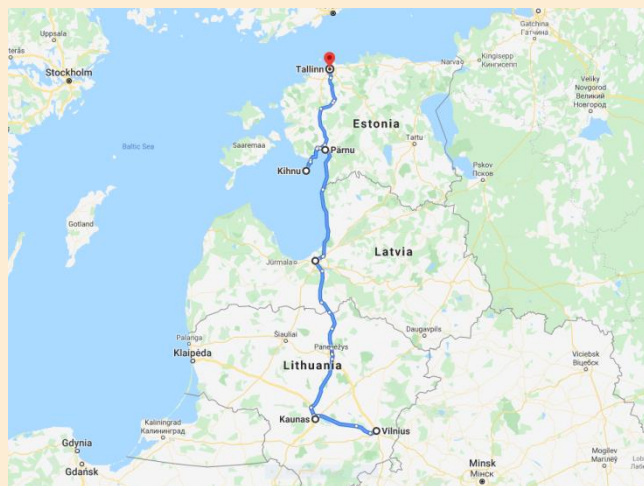 Uppsala
Stockholm
Baltic Sea
Gotland
Saaremaa
Tallinn
Narva
Gatchina
Гатчина
Kingisepp
Кингисепп
Veliky
Novgorod
Великий
Новгород
Estonia
Tartu
Pärnu
Kihnu
Pskov
Псков
Jūrmala
Latvia
Daugavpils
Šiauliai
Palanga
Klaipėda
Panevėžys
Lithuania
Kaunas
Vilnius
Viciebsk
Віцебск
Kaliningrad
Калининград
Gdynia
Gdańsk
Minsk
Мінск
Mogilev